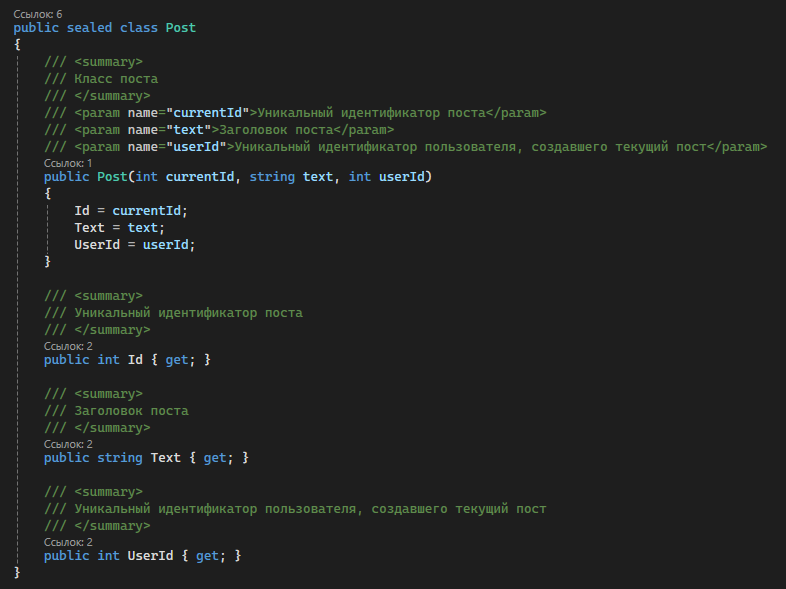 Ссылок: 6
public sealed class Post
{
/// <summary>
/// Класс поста
/// </summary>
/// <param name="currentId">Уникальный идентификатор поста</param>
/// <param name="text">Заголовок поста</param>
/// <param name="userId">Уникальный идентификатор пользователя, создавшего текущий пост</param>
Ссылок: 1
public Post(int currentId, string text, int userId)
{
Id = currentId;
Text = text;
UserId = userId;
}
/// <summary>
/// Уникальный идентификатор поста
/// </summary>
Ссылок: 2
public int Id { get; }
/// <summary>
/// Заголовок поста
/// </summary>
Ссылок: 2
public string Text { get; }
/// <summary>
/// Уникальный идентификатор пользователя, создавшего текущий пост
/// </summary>
Ссылок: 2
public int UserId { get; }
}